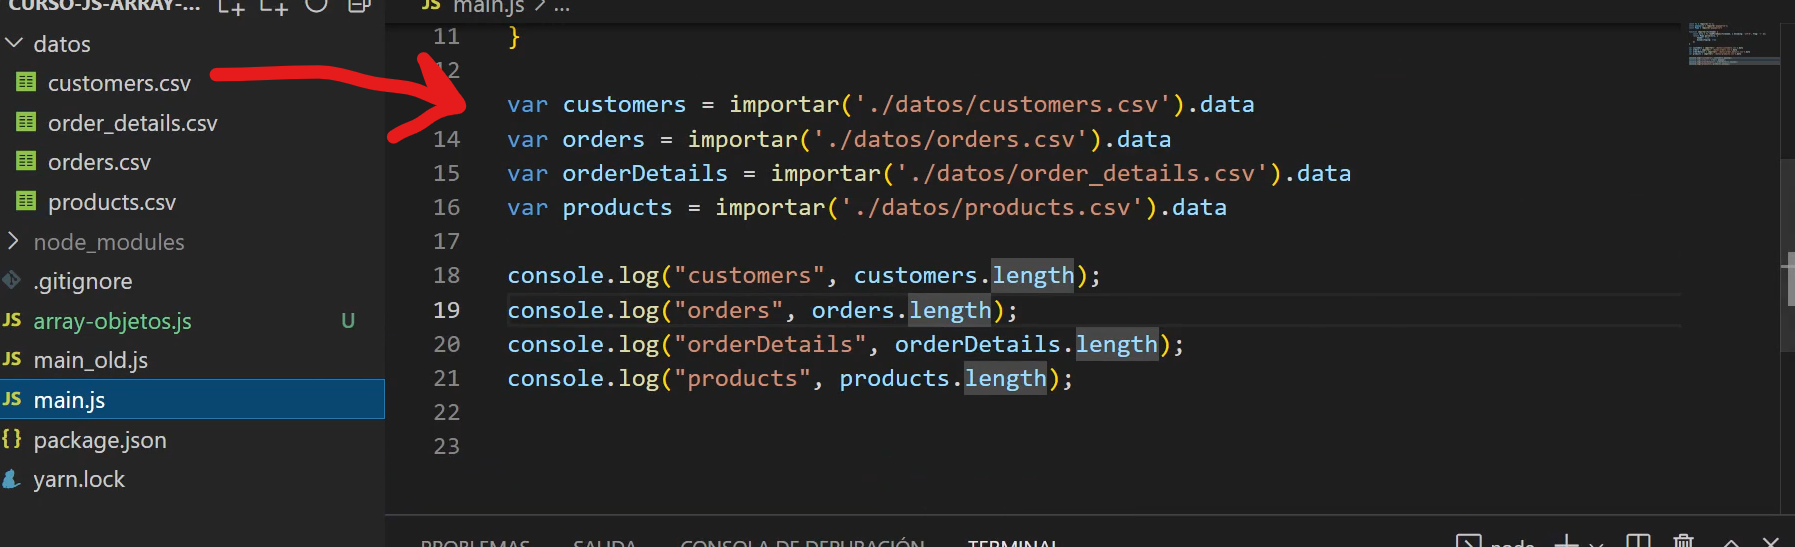 CURSO-JS-ARRAY-...
datos
customers.csv
order_details.csv
orders.csv
products.csv
node_modules
.gitignore
JS array-objetos.js U
JS main_old.js
JS main.js
{} package.json
yarn.lock
JS main.js > ...
11 }
12
var customers = importar('./datos/customers.csv').data
14 var orders = importar('./datos/orders.csv').data
15 var orderDetails = importar('./datos/order_details.csv').data
16 var products = importar('./datos/products.csv').data
17
18 console.log("customers", customers.length);
19 console.log("orders", orders.length);
20 console.log("orderDetails", orderDetails.length);
21 console.log("products", products.length);
22
23
PROBLEMAS SALIDA CONSOLA DE DEPURACIÓN TERMINAL node